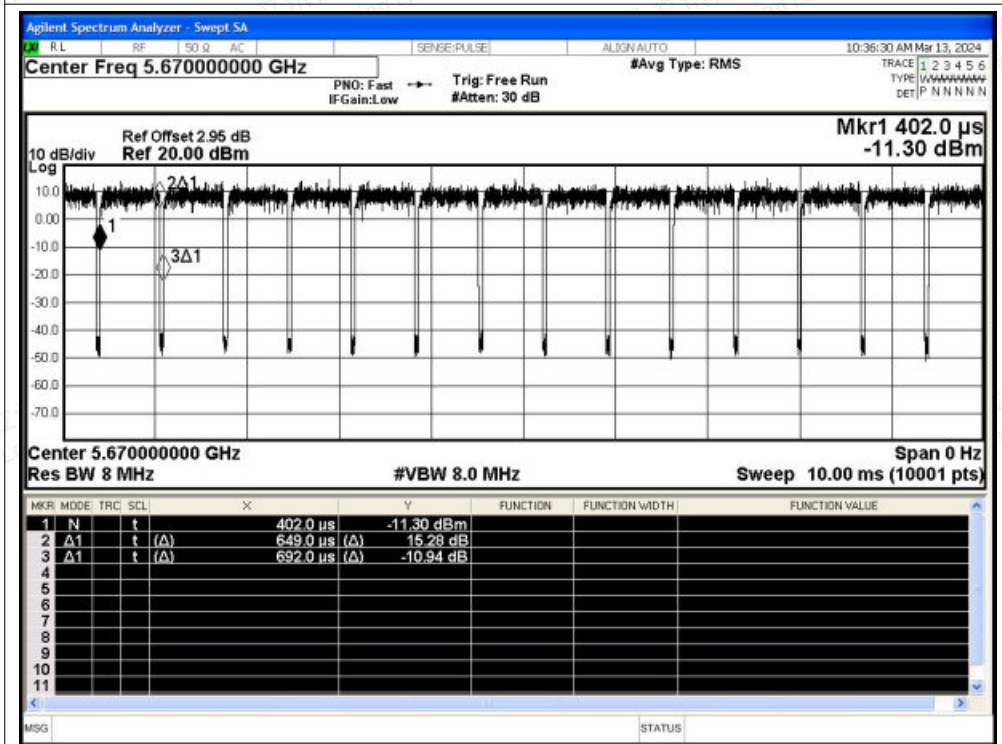 Agilent Spectrum Analyzer - Swept SA
RL RF 50 Ω AC SENSE:PULSE ALIGN AUTO 10:36:30 AM Mar 13, 2024
Center Freq 5.670000000 GHz #Avg Type: RMS TRACE 1 2 3 4 5 6
PNO: Fast Trig: Free Run TYPE
IFGain:Low #Atten: 30 dB DET P N N N N N
Mkr1 402.0 µs
-11.30 dBm
Ref Offset 2.95 dB
10 dB/div Ref 20.00 dBm
Log
10.0
0.00
-10.0
-20.0
-30.0
-40.0
-50.0
-60.0
-70.0
2Δ1
1
3Δ1
Center 5.670000000 GHz Span 0 Hz
Res BW 8 MHz #VBW 8.0 MHz Sweep 10.00 ms (10001 pts)
MKR MODE TRC SCL X Y FUNCTION FUNCTION WIDTH FUNCTION VALUE
1 N t 402.0 µs -11.30 dBm
2 Δ1 t (Δ) 649.0 µs (Δ) 15.28 dB
3 Δ1 t (Δ) 692.0 µs (Δ) -10.94 dB
4
5
6
7
8
9
10
11
MSG STATUS